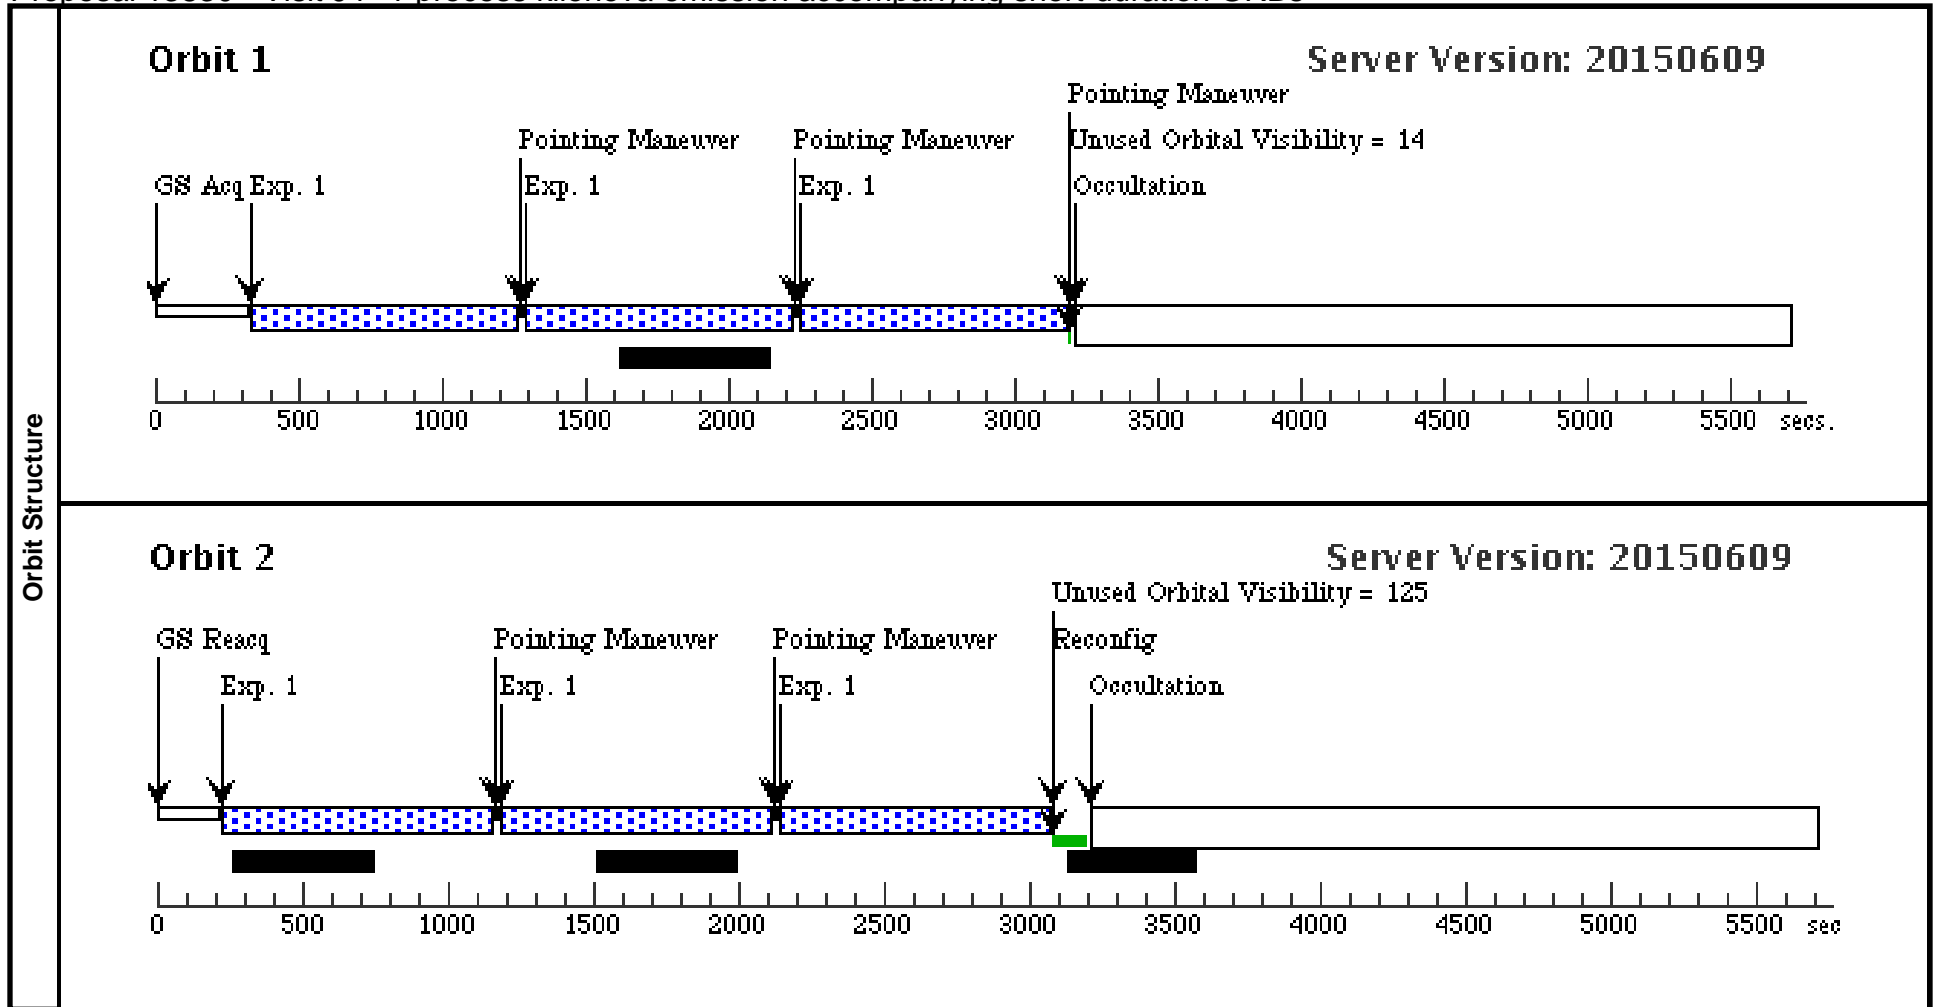 Orbit Structure
Orbit 1
Server Version: 20150609
Pointing Maneuver
Pointing Maneuver Pointing Maneuver Unused Orbital Visibility = 14
GS Acq Exp. 1 Exp. 1 Exp. 1 Occultation
0 500 1000 1500 2000 2500 3000 3500 4000 4500 5000 5500 secs.
Orbit 2
Server Version: 20150609
Unused Orbital Visibility = 125
GS Reacq Pointing Maneuver Pointing Maneuver Reconfig
Exp. 1 Exp. 1 Exp. 1 Occultation
0 500 1000 1500 2000 2500 3000 3500 4000 4500 5000 5500 sec